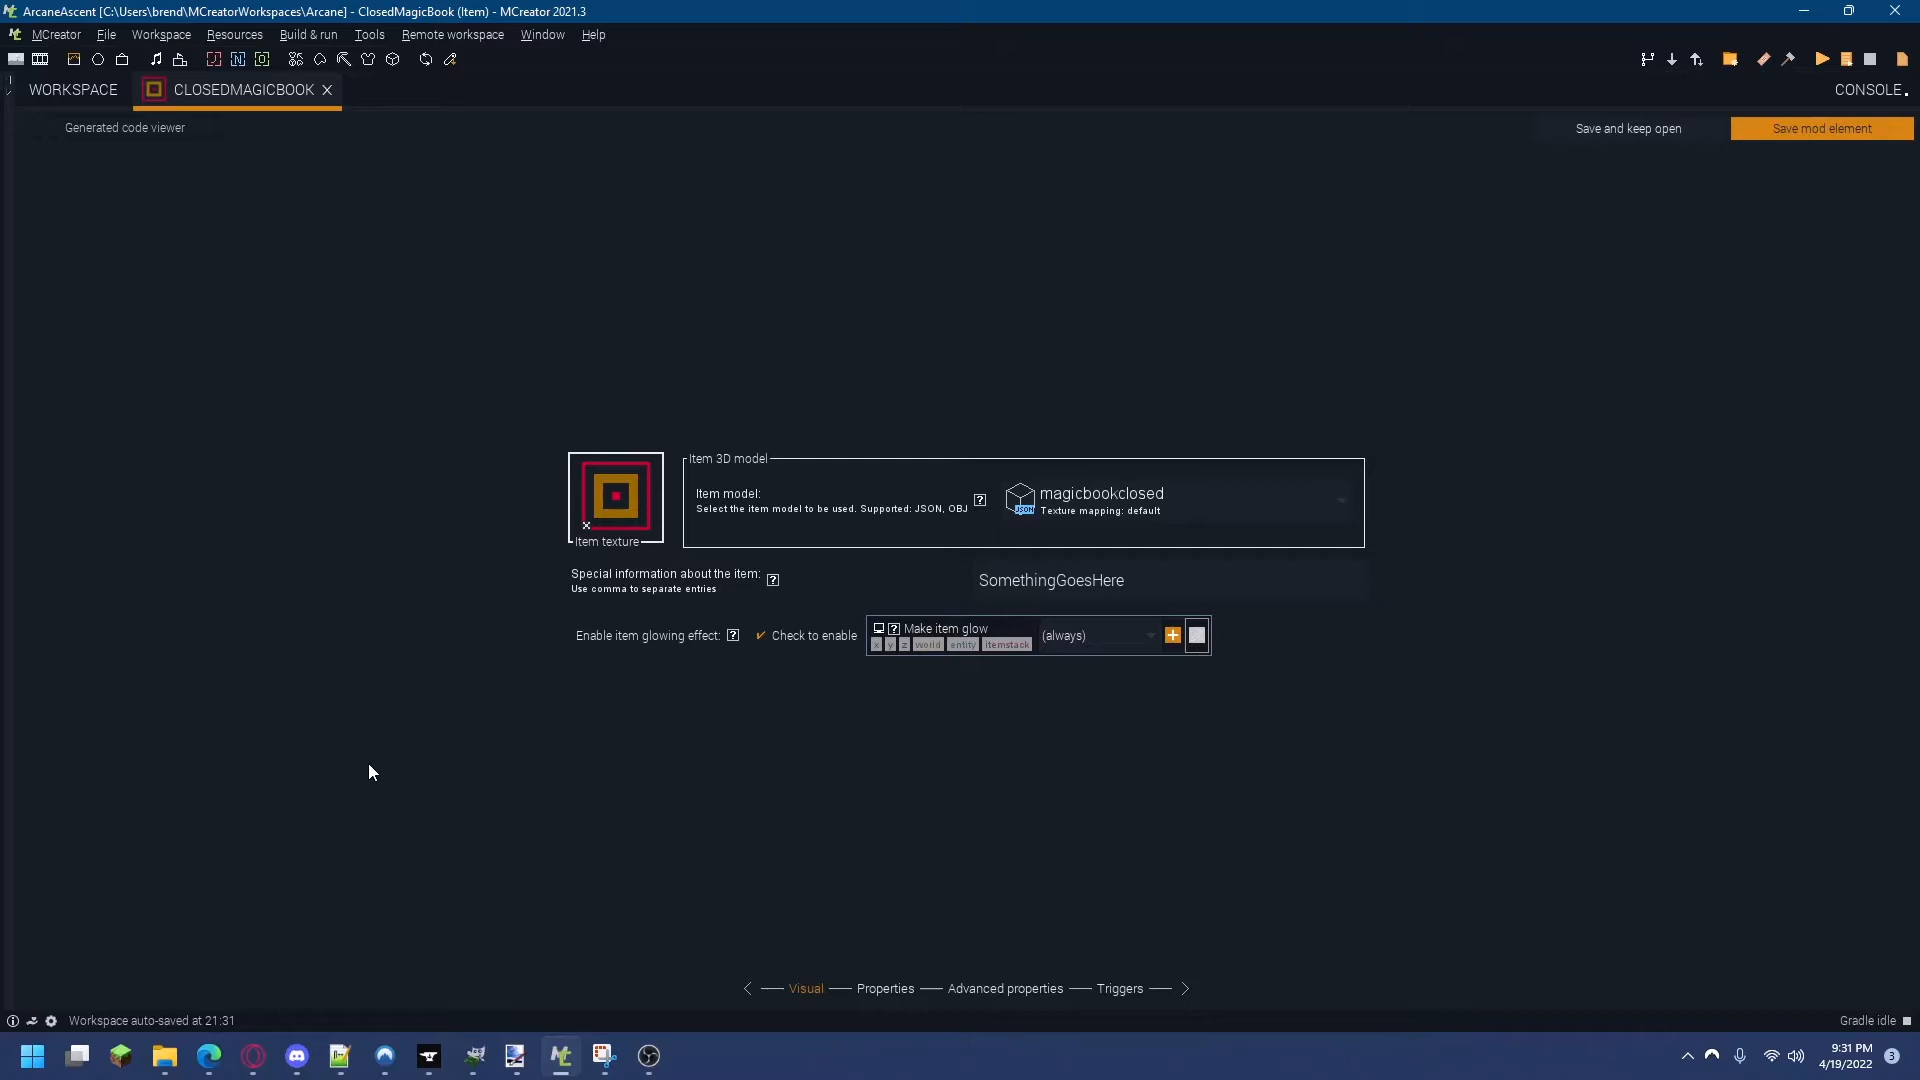 ArcaneAscent [C:\Users\brend\MCreatorWorkspaces\Arcane] - ClosedMagicBook (Item) - MCreator 2021.3
MCreator File Workspace Resources Build & run Tools Remote workspace Window Help
WORKSPACE CLOSEDMAGICBOOK CONSOLE
Generated code viewer Save and keep open Save mod element
Item 3D model
Item model: magicbookclosed
Select the item model to be used. Supported: JSON, OBJ JSON Texture mapping: default
Item texture
Special information about the item: SomethingGoesHere
Use comma to separate entries
Enable item glowing effect: Check to enable Make item glow (always)
x y z world entity itemstack
Visual Properties Advanced properties Triggers
Workspace auto-saved at 21:31 Gradle idle
9:31 PM
4/19/2022 3